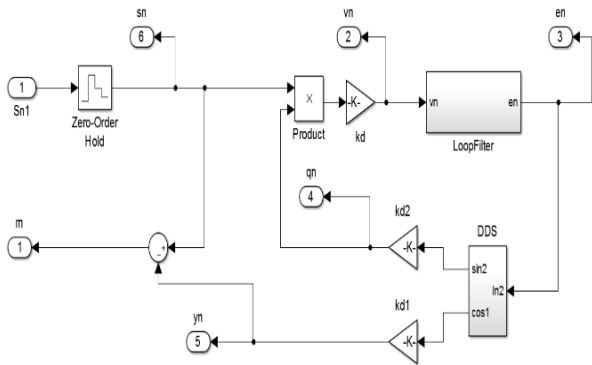 sn
6
vn
2
en
3
1
Sn1
Zero-Order
Hold
×
Product
-K-
kd
vn
en
LoopFilter
qn
4
kd2
-K-
DDS
sin2
In2
cos1
rn
1
-
+
kd1
-K-
yn
5